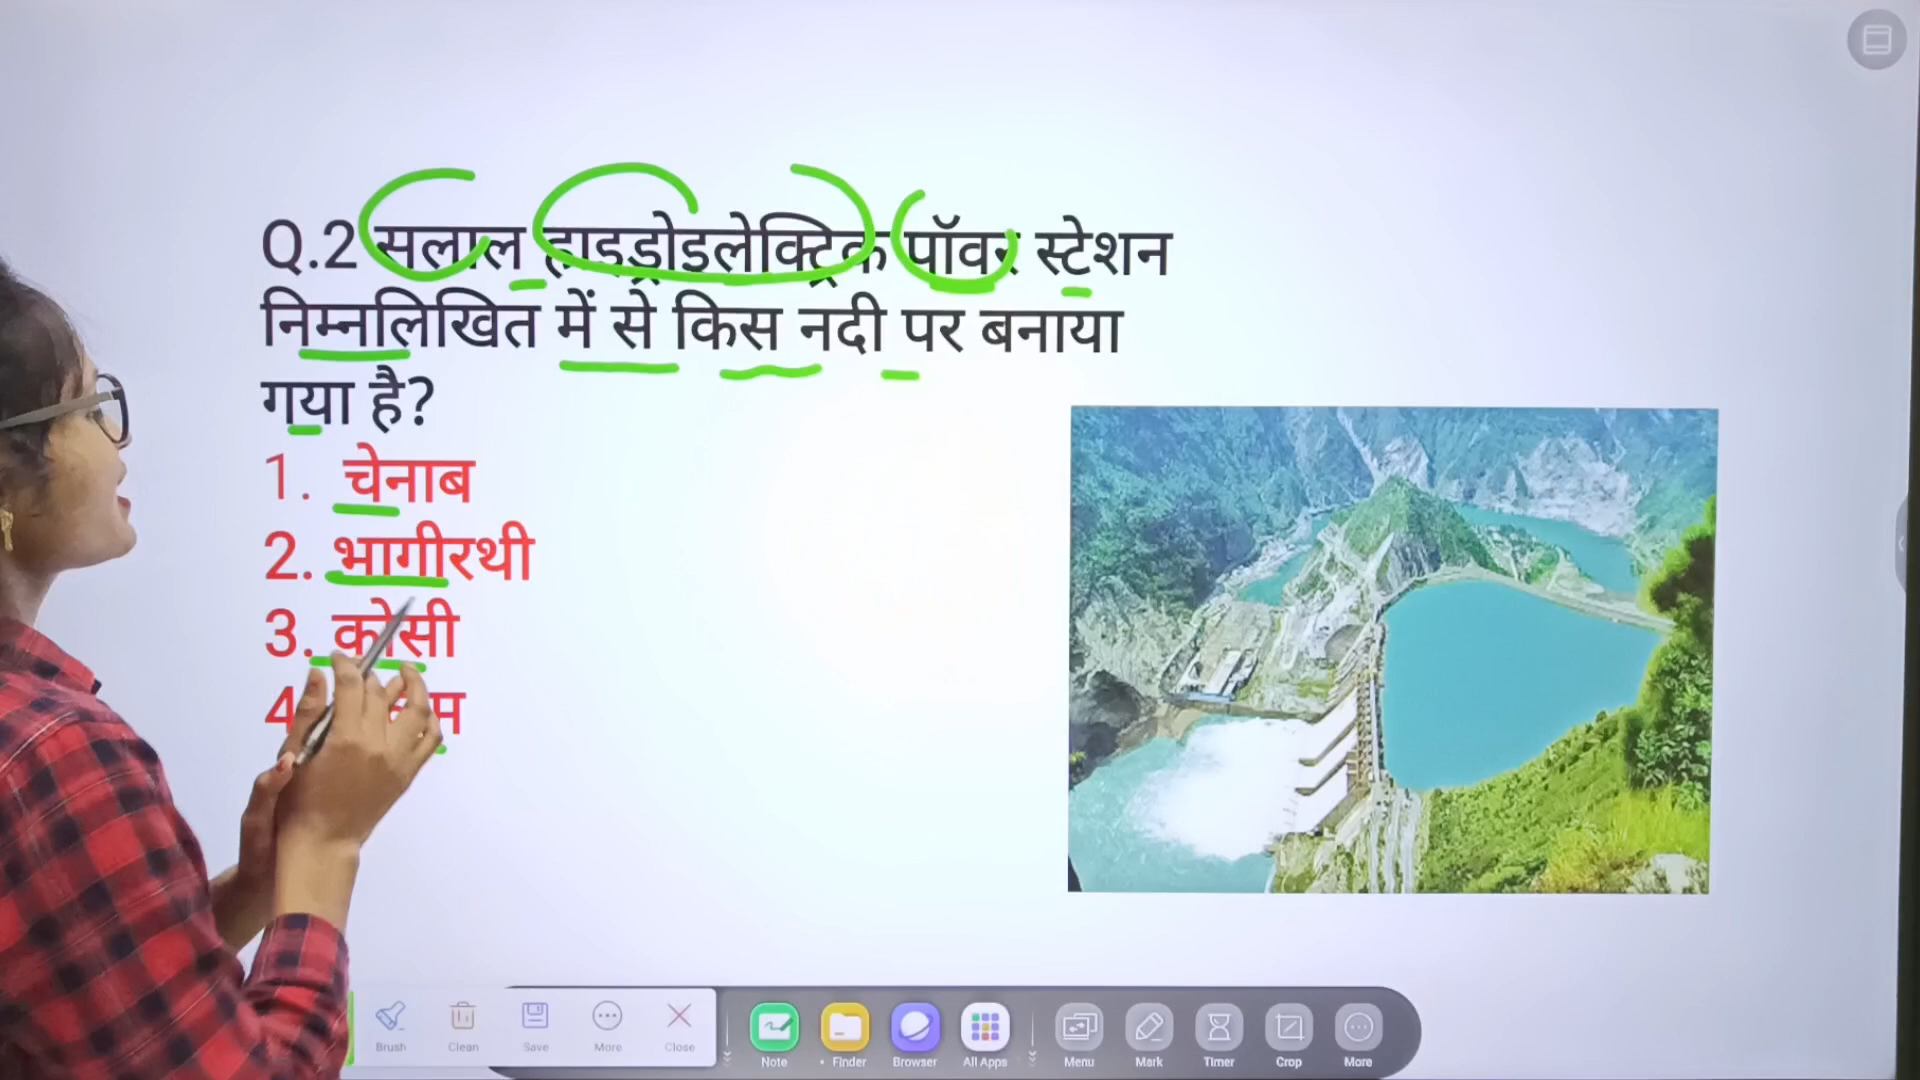 Q.2 सलाल हाइड्रोइलेक्ट्रिक पॉवर स्टेशन
निम्नलिखित में से किस नदी पर बनाया
गया है?
1. चेनाब
2. भागीरथी
3. कोसी
4
Brush Clean Save More Close Note Finder Browser All Apps Menu Mark Timer Crop More